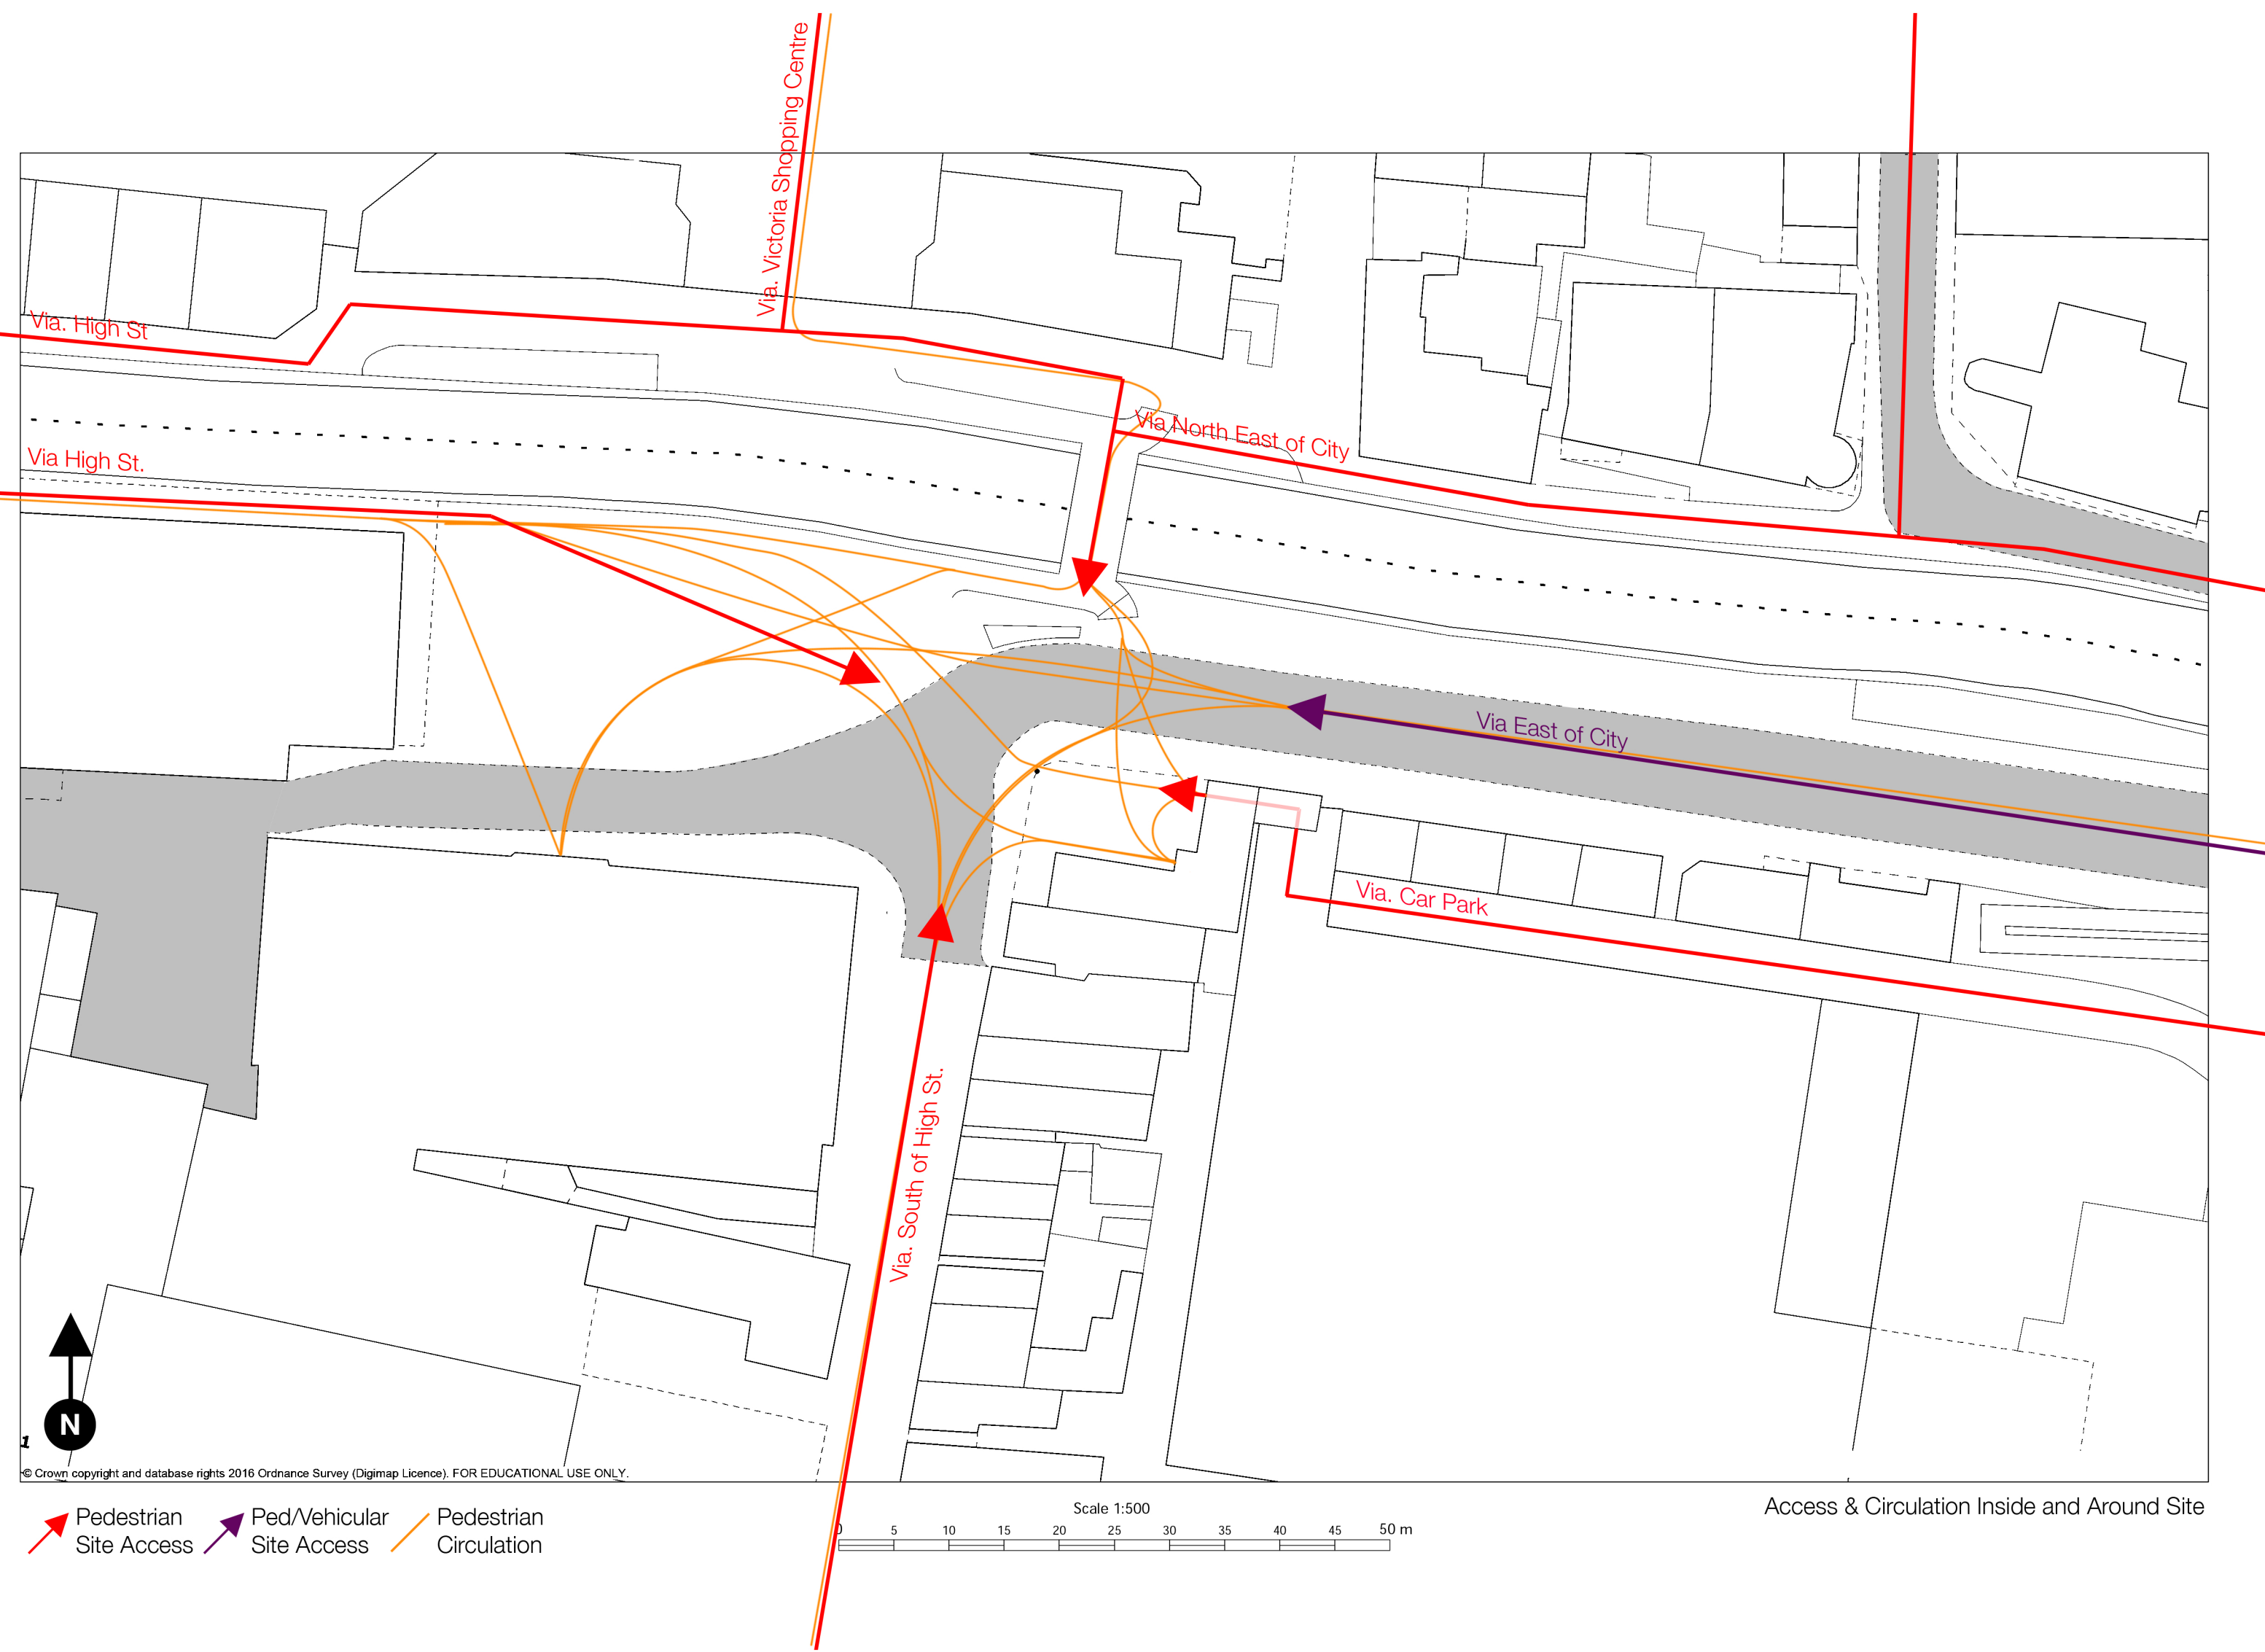 Via. Victoria Shopping Centre
Via. High St
Via North East of City
Via High St.
Via East of City
Via. Car Park
Via. South of High St.
N
1
© Crown copyright and database rights 2016 Ordnance Survey (Digimap Licence). FOR EDUCATIONAL USE ONLY.
Pedestrian
Site Access
Ped/Vehicular
Site Access
Pedestrian
Circulation
Scale 1:500
0 5 10 15 20 25 30 35 40 45 50 m
Access & Circulation Inside and Around Site